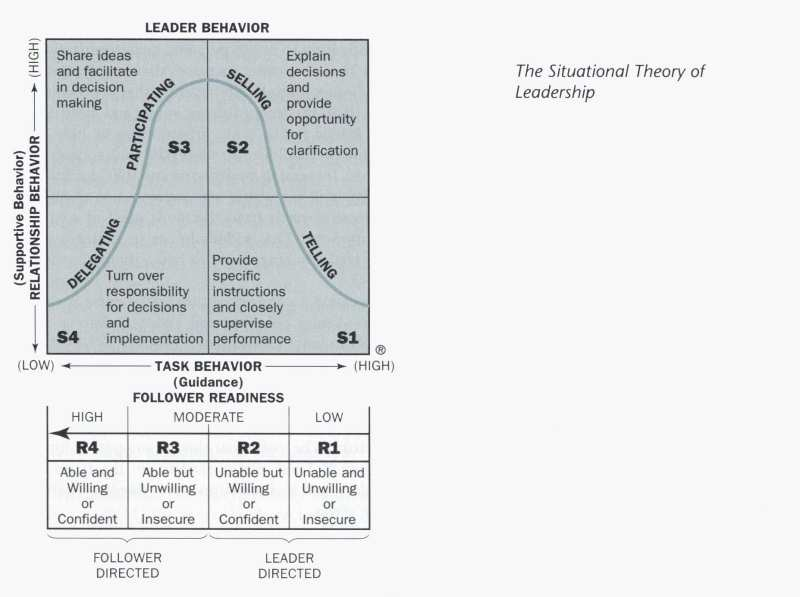 LEADER BEHAVIOR
(HIGH)
Share ideas
and facilitate
in decision
making
PARTICIPATING
SELLING
Explain
decisions
and
provide
opportunity
for
clarification
S3
S2
(Supportive Behavior)
RELATIONSHIP BEHAVIOR
DELEGATING
TELLING
Turn over
responsibility
for decisions
and
implementation
Provide
specific
instructions
and closely
supervise
performance
S4
S1
®
(LOW)
TASK BEHAVIOR
(HIGH)
(Guidance)
FOLLOWER READINESS
HIGH
MODERATE
LOW
R4
R3
R2
R1
Able and
Willing
or
Confident
Able but
Unwilling
or
Insecure
Unable but
Willing
or
Confident
Unable and
Unwilling
or
Insecure
FOLLOWER
DIRECTED
LEADER
DIRECTED
The Situational Theory of
Leadership